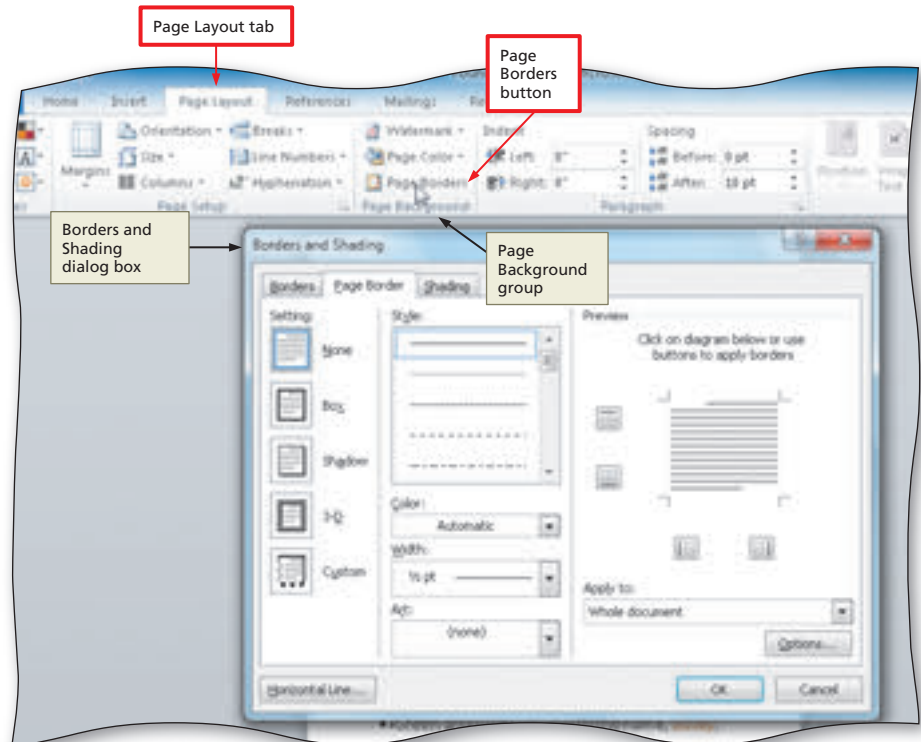 Page Layout tab
Page
Borders
button
Home Insert Page Layout References Mailings
Orientation Breaks Watermark Indent Spacing
Margins Size Line Numbers Page Color Left: 0" Before: 0 pt
Columns Hyphenation Page Borders Right: 0" After: 10 pt
Page Setup Page Background Paragraph
Borders and
Shading
dialog box
Page
Background
group
Borders and Shading
Borders Page Border Shading
Setting: Style: Preview
Click on diagram below or use
buttons to apply borders
None
Box
Shadow
3-D
Custom
Color:
Automatic
Width:
½ pt
Art:
(none)
Apply to:
Whole document
Options...
Horizontal Line... OK Cancel